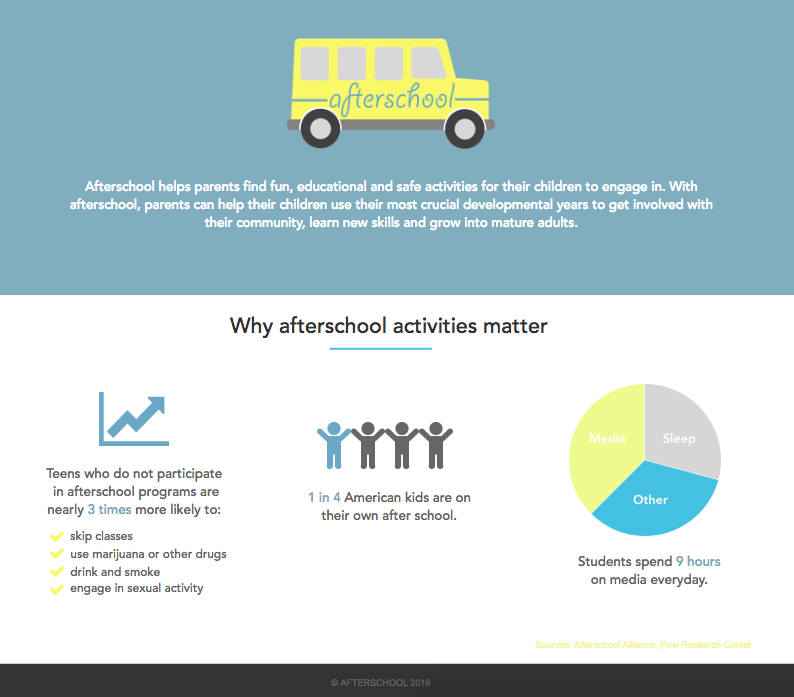 afterschool
Afterschool helps parents find fun, educational and safe activities for their children to engage in. With
afterschool, parents can help their children use their most crucial developmental years to get involved with
their community, learn new skills and grow into mature adults.
Why afterschool activities matter
Teens who do not participate
in afterschool programs are
nearly 3 times more likely to:
skip classes
use marijuana or other drugs
drink and smoke
engage in sexual activity
1 in 4 American kids are on
their own after school.
Media
Sleep
Other
Students spend 9 hours
on media everyday.
Sources: Afterschool Alliance, Pew Research Center
© AFTERSCHOOL 2016